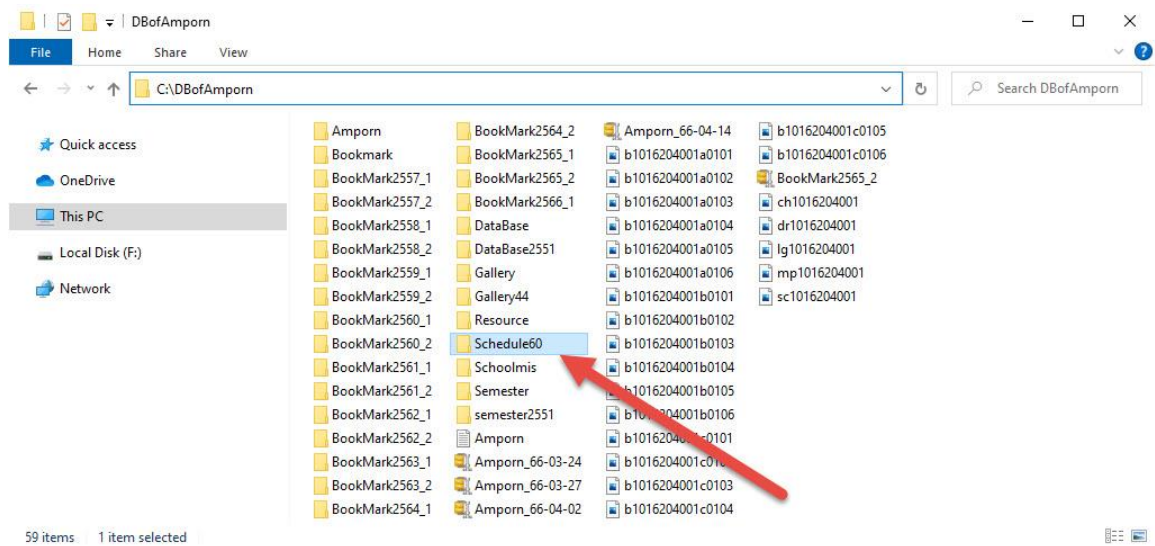 DBofAmporn
File Home Share View
C:\DBofAmporn
Search DBofAmporn
Quick access
OneDrive
This PC
Local Disk (F:)
Network
Amporn
Bookmark
BookMark2557_1
BookMark2557_2
BookMark2558_1
BookMark2558_2
BookMark2559_1
BookMark2559_2
BookMark2560_1
BookMark2560_2
BookMark2561_1
BookMark2561_2
BookMark2562_1
BookMark2562_2
BookMark2563_1
BookMark2563_2
BookMark2564_1
BookMark2564_2
BookMark2565_1
BookMark2565_2
BookMark2566_1
DataBase
DataBase2551
Gallery
Gallery44
Resource
Schedule60
Schoolmis
Semester
semester2551
Amporn
Amporn_66-03-24
Amporn_66-03-27
Amporn_66-04-02
Amporn_66-04-14
b1016204001a0101
b1016204001a0102
b1016204001a0103
b1016204001a0104
b1016204001a0105
b1016204001a0106
b1016204001b0101
b1016204001b0102
b1016204001b0103
b1016204001b0104
b1016204001b0105
b1016204001b0106
b1016204001c0103
b1016204001c0104
b1016204001c0105
b1016204001c0106
BookMark2565_2
ch1016204001
dr1016204001
lg1016204001
mp1016204001
sc1016204001
59 items 1 item selected